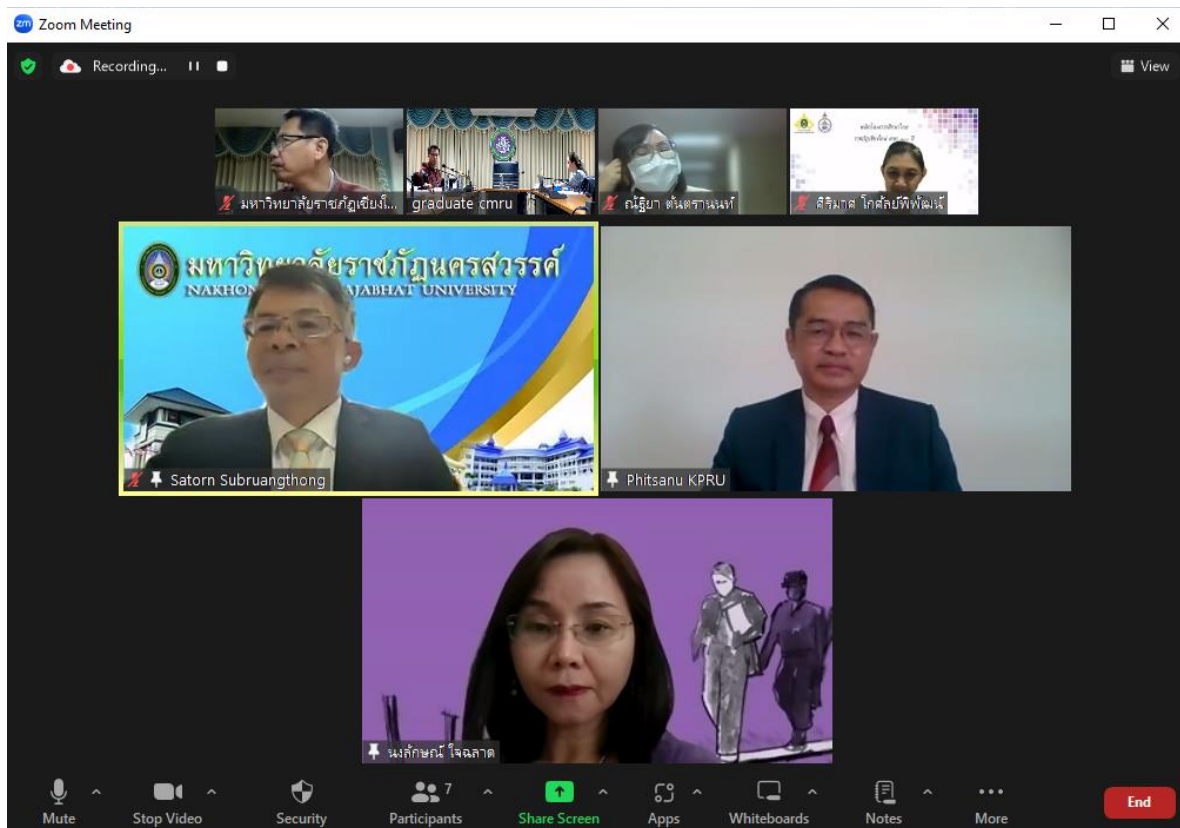 Zoom Meeting
Recording...
View
มหาวิทยาลัยราชภัฏเชียงใ...
graduate cmru
ณัฐิยา ตันตรานนท์
ศิริมาศ โกศัลย์พิพัฒน์
มหาวิทยาลัยราชภัฏนครสวรรค์
NAKHON AJABHAT UNIVERSITY
Satorn Subruangthong
Phitsanu KPRU
นงลักษณ์ ใจฉลาด
7
Mute
Stop Video
Security
Participants
Share Screen
Apps
Whiteboards
Notes
More
End